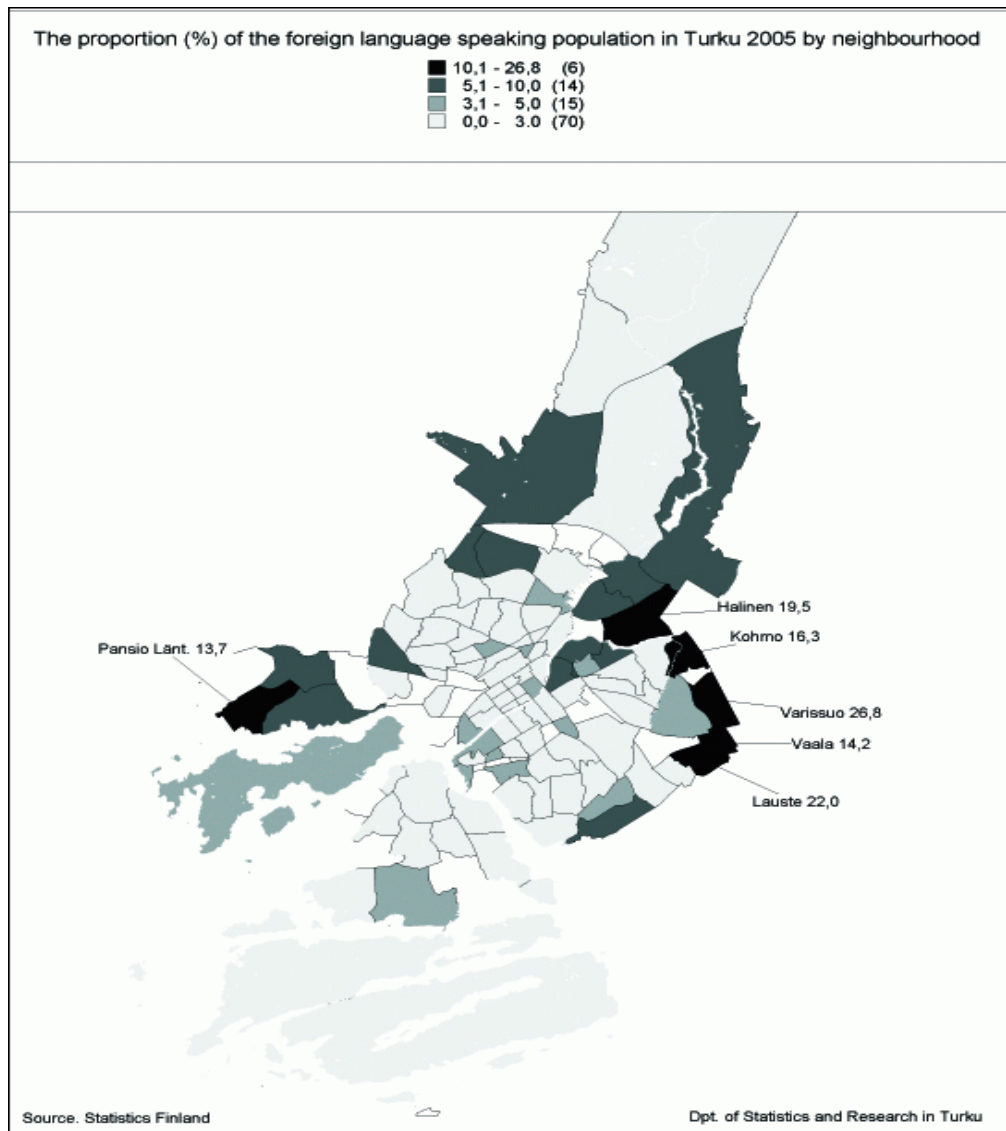 The proportion (%) of the foreign language speaking population in Turku 2005 by neighbourhood
10,1 - 26,8 (6)
5,1 - 10,0 (14)
3,1 - 5,0 (15)
0,0 - 3.0 (70)
Halinen 19,5
Kohmo 16,3
Pansio Länt. 13,7
Varissuo 26,8
Vaala 14,2
Lauste 22,0
Source. Statistics Finland
Dpt. of Statistics and Research in Turku